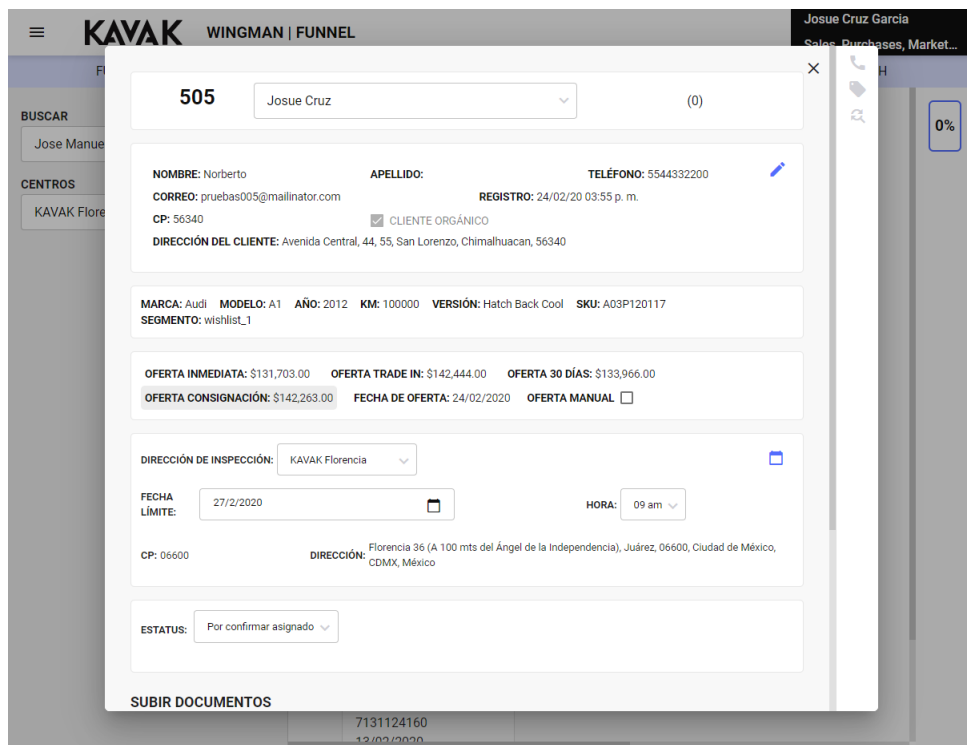 KAVAK WINGMAN | FUNNEL
Josue Cruz Garcia
Sales, Purchases, Market...
BUSCAR
Jose Manue
CENTROS
KAVAK Flore
0%
505 Josue Cruz (0)
NOMBRE: Norberto APELLIDO: TELÉFONO: 5544332200
CORREO: pruebas005@mailinator.com REGISTRO: 24/02/20 03:55 p. m.
CP: 56340 CLIENTE ORGÁNICO
DIRECCIÓN DEL CLIENTE: Avenida Central, 44, 55, San Lorenzo, Chimalhuacan, 56340
MARCA: Audi MODELO: A1 AÑO: 2012 KM: 100000 VERSIÓN: Hatch Back Cool SKU: A03P120117
SEGMENTO: wishlist_1
OFERTA INMEDIATA: $131,703.00 OFERTA TRADE IN: $142,444.00 OFERTA 30 DÍAS: $133,966.00
OFERTA CONSIGNACIÓN: $142,263.00 FECHA DE OFERTA: 24/02/2020 OFERTA MANUAL
DIRECCIÓN DE INSPECCIÓN: KAVAK Florencia
FECHA
LÍMITE: 27/2/2020 HORA: 09 am
CP: 06600 DIRECCIÓN: Florencia 36 (A 100 mts del Ángel de la Independencia), Juárez, 06600, Ciudad de México,
CDMX, México
ESTATUS: Por confirmar asignado
SUBIR DOCUMENTOS
7131124160
13/02/2020